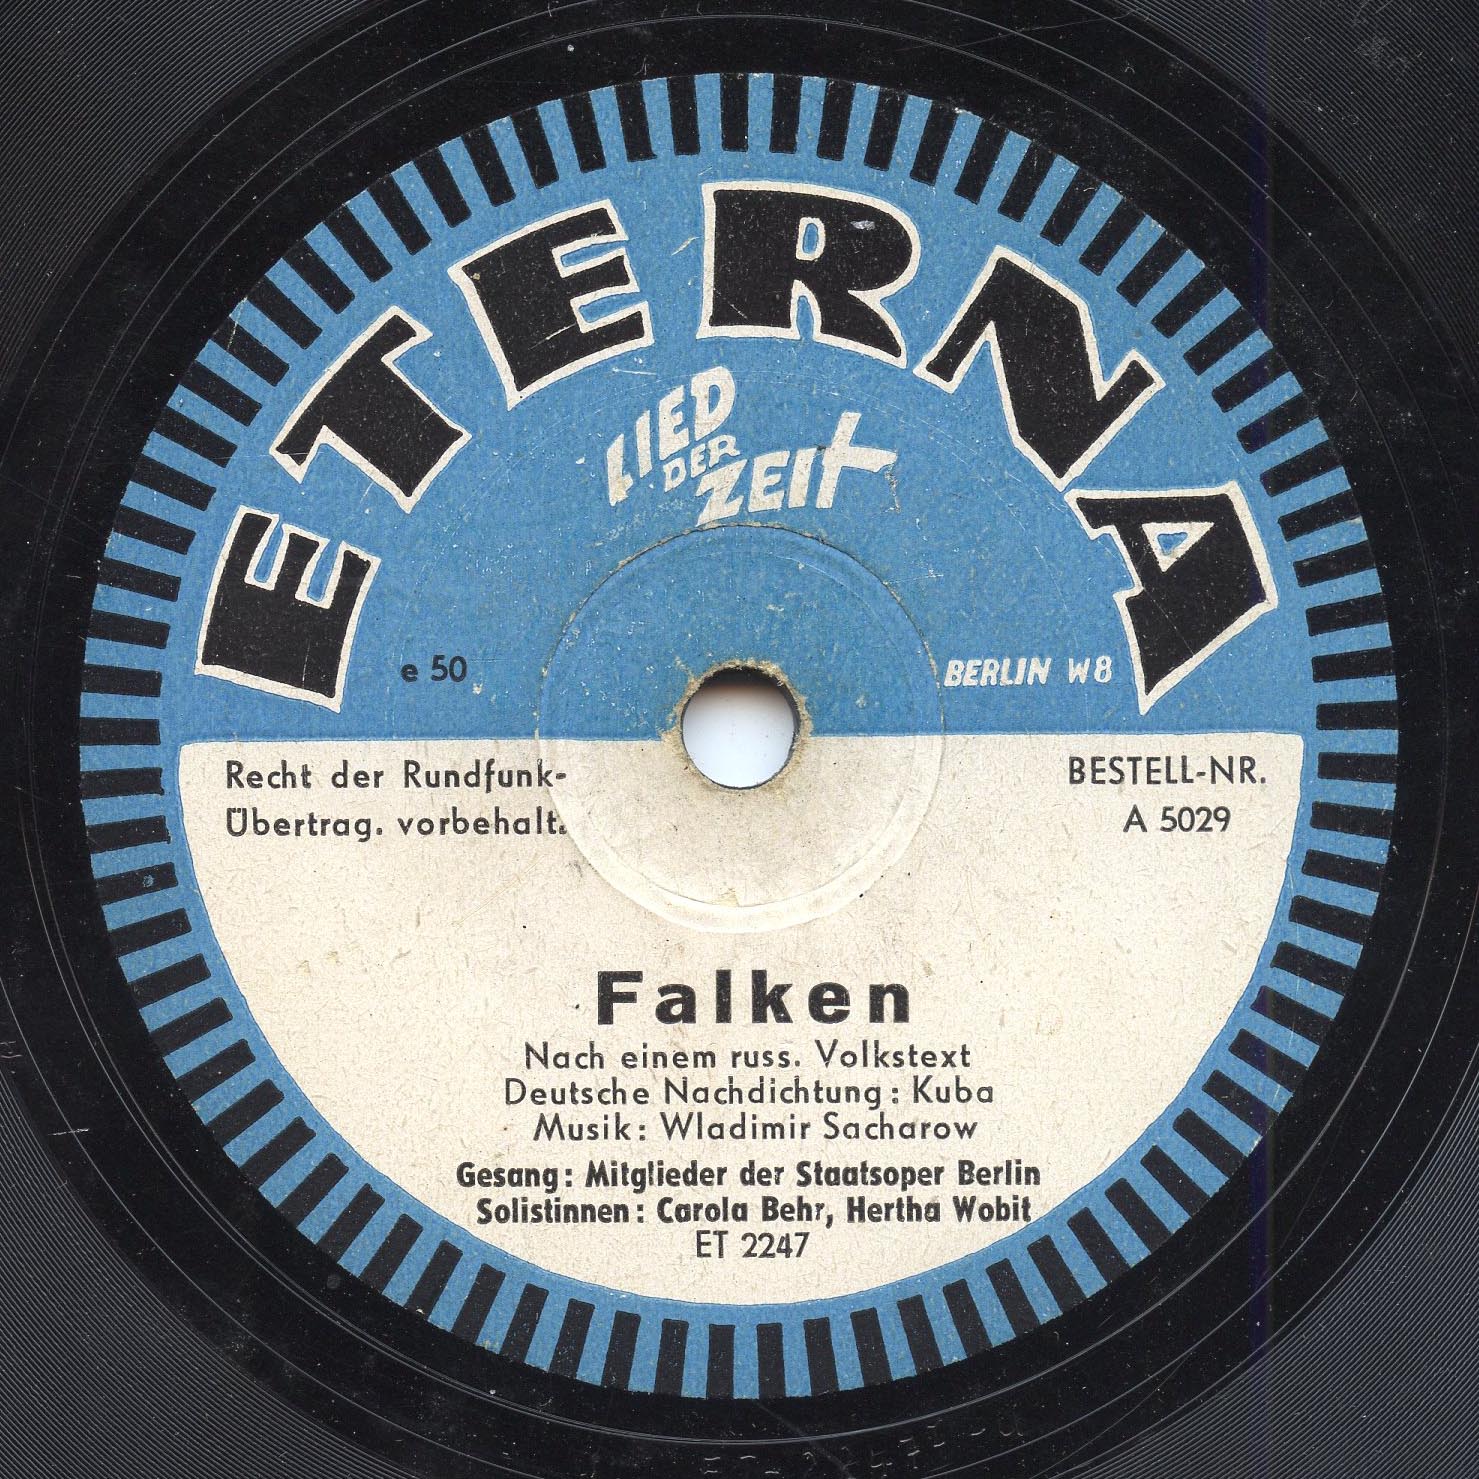 ETERNA
LIED
DER
ZEIT
e 50
BERLIN W8
Recht der Rundfunk-
Übertrag. vorbehalt.
BESTELL-NR.
A 5029
Falken
Nach einem russ. Volkstext
Deutsche Nachdichtung: Kuba
Musik: Wladimir Sacharow
Gesang: Mitglieder der Staatsoper Berlin
Solistinnen: Carola Behr, Hertha Wobit
ET 2247